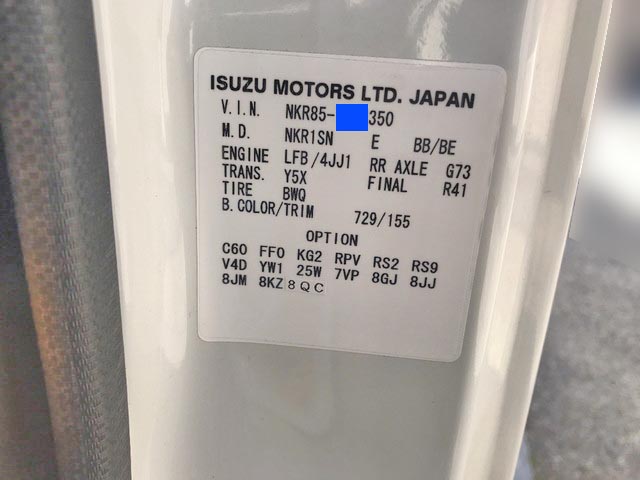 ISUZU MOTORS LTD. JAPAN
V.I.N. NKR85- 350
M.D. NKR1SN E BB/BE
ENGINE LFB/4JJ1 RR AXLE G73
TRANS. Y5X FINAL R41
TIRE BWQ
B.COLOR/TRIM 729/155
OPTION
C60 FF0 KG2 RPV RS2 RS9
V4D YW1 25W 7VP 8GJ 8JJ
8JM 8KZ 8QC